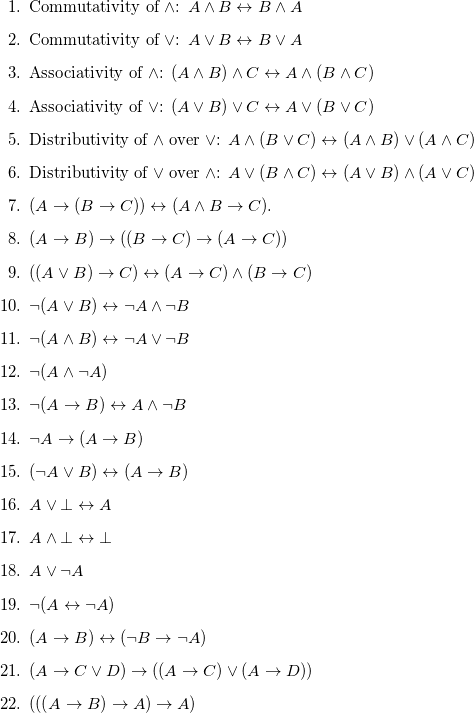 1. Commutativity of ∧: A ∧ B ↔ B ∧ A
2. Commutativity of ∨: A ∨ B ↔ B ∨ A
3. Associativity of ∧: (A ∧ B) ∧ C ↔ A ∧ (B ∧ C)
4. Associativity of ∨: (A ∨ B) ∨ C ↔ A ∨ (B ∨ C)
5. Distributivity of ∧ over ∨: A ∧ (B ∨ C) ↔ (A ∧ B) ∨ (A ∧ C)
6. Distributivity of ∨ over ∧: A ∨ (B ∧ C) ↔ (A ∨ B) ∧ (A ∨ C)
7. (A → (B → C)) ↔ (A ∧ B → C).
8. (A → B) → ((B → C) → (A → C))
9. ((A ∨ B) → C) ↔ (A → C) ∧ (B → C)
10. ¬(A ∨ B) ↔ ¬A ∧ ¬B
11. ¬(A ∧ B) ↔ ¬A ∨ ¬B
12. ¬(A ∧ ¬A)
13. ¬(A → B) ↔ A ∧ ¬B
14. ¬A → (A → B)
15. (¬A ∨ B) ↔ (A → B)
16. A ∨ ⊥ ↔ A
17. A ∧ ⊥ ↔ ⊥
18. A ∨ ¬A
19. ¬(A ↔ ¬A)
20. (A → B) ↔ (¬B → ¬A)
21. (A → C ∨ D) → ((A → C) ∨ (A → D))
22. (((A → B) → A) → A)